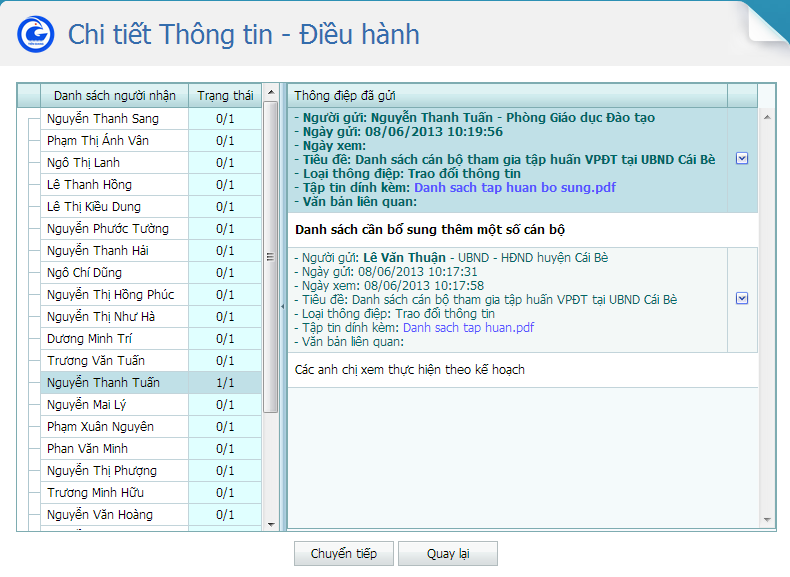 Chi tiết Thông tin - Điều hành
Danh sách người nhận Trạng thái
Nguyễn Thanh Sang 0/1
Phạm Thị Ánh Vân 0/1
Ngô Thị Lanh 0/1
Lê Thanh Hồng 0/1
Lê Thị Kiều Dung 0/1
Nguyễn Phước Tường 0/1
Nguyễn Thanh Hải 0/1
Ngô Chí Dũng 0/1
Nguyễn Thị Hồng Phúc 0/1
Nguyễn Thị Như Hà 0/1
Dương Minh Trí 0/1
Trương Văn Tuấn 0/1
Nguyễn Thanh Tuấn 1/1
Nguyễn Mai Lý 0/1
Phạm Xuân Nguyên 0/1
Phan Văn Minh 0/1
Nguyễn Thị Phượng 0/1
Trương Minh Hữu 0/1
Nguyễn Văn Hoàng 0/1
Thông điệp đã gửi
- Người gửi: Nguyễn Thanh Tuấn - Phòng Giáo dục Đào tạo
- Ngày gửi: 08/06/2013 10:19:56
- Ngày xem:
- Tiêu đề: Danh sách cán bộ tham gia tập huấn VPĐT tại UBND Cái Bè
- Loại thông điệp: Trao đổi thông tin
- Tập tin dính kèm: Danh sach tap huan bo sung.pdf
- Văn bản liên quan:
Danh sách cần bổ sung thêm một số cán bộ
- Người gửi: Lê Văn Thuận - UBND - HĐND huyện Cái Bè
- Ngày gửi: 08/06/2013 10:17:31
- Ngày xem: 08/06/2013 10:17:58
- Tiêu đề: Danh sách cán bộ tham gia tập huấn VPĐT tại UBND Cái Bè
- Loại thông điệp: Trao đổi thông tin
- Tập tin dính kèm: Danh sach tap huan.pdf
- Văn bản liên quan:
Các anh chị xem thực hiện theo kế hoạch
Chuyển tiếp Quay lại